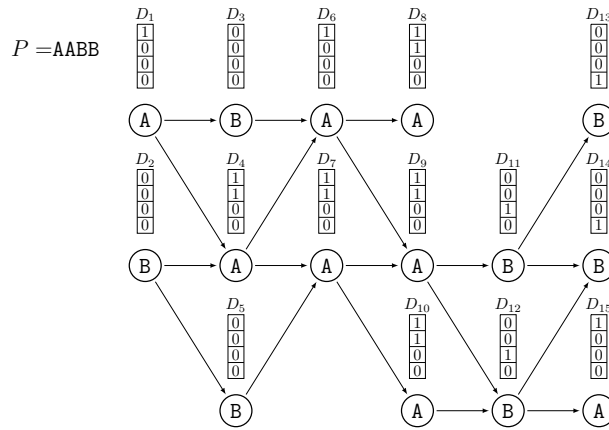 P =AABB
D1 D3 D6 D8 D13
1 0 1 1 0
0 0 0 1 0
0 0 0 0 0
0 0 0 0 1
A B A A B
D2 D4 D7 D9 D11 D14
0 1 1 1 0 0
0 1 1 1 0 0
0 0 0 0 1 0
0 0 0 0 0 1
B A A A B B
D5 D10 D12 D15
0 1 0 1
0 1 0 0
0 0 1 0
0 0 0 0
B A B A